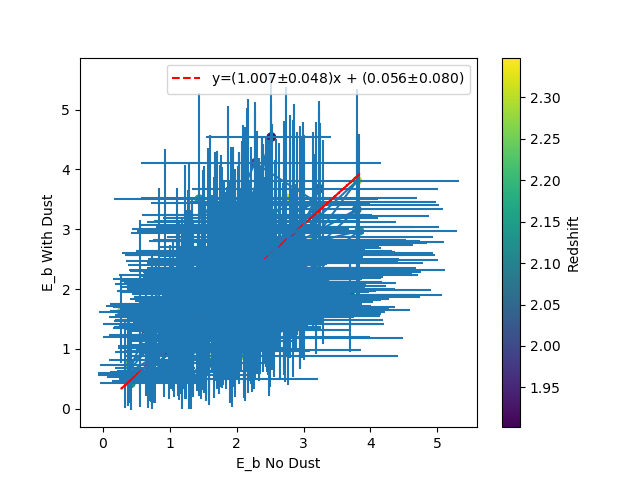 y=(1.007±0.048)x + (0.056±0.080)
5
4
3
2
1
0
E_b With Dust
0 1 2 3 4 5
E_b No Dust
2.30
2.25
2.20
2.15
2.10
2.05
2.00
1.95
Redshift